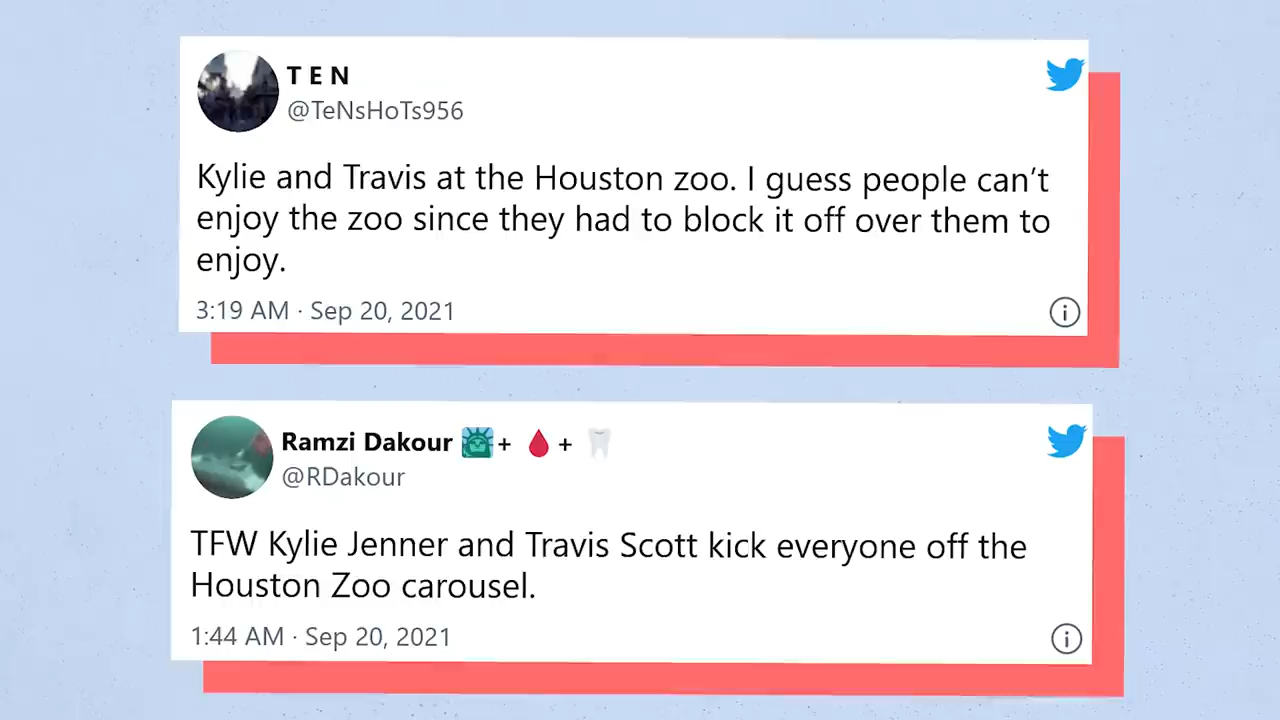 T E N
@TeNsHoTs956
Kylie and Travis at the Houston zoo. I guess people can't
enjoy the zoo since they had to block it off over them to
enjoy.
3:19 AM · Sep 20, 2021
Ramzi Dakour 🗽+ 🩸+ 🦷
@RDakour
TFW Kylie Jenner and Travis Scott kick everyone off the
Houston Zoo carousel.
1:44 AM · Sep 20, 2021